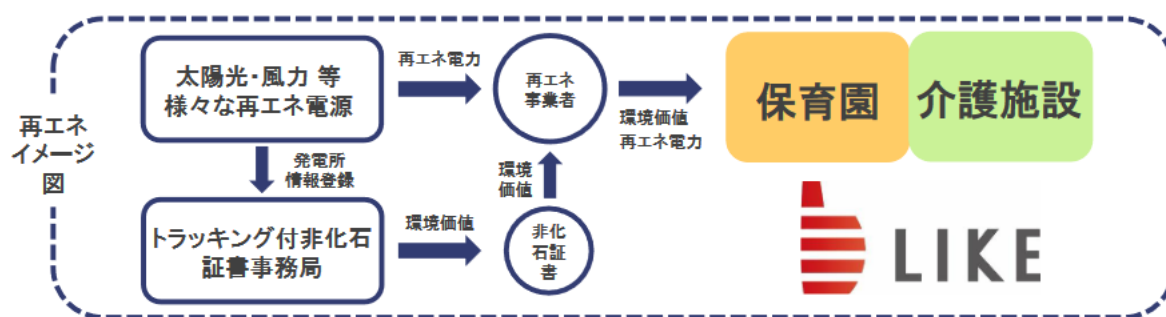 再エネ
イメージ
図
太陽光・風力 等
様々な再エネ電源
再エネ電力
再エネ
事業者
環境価値
再エネ電力
保育園
介護施設
発電所
情報登録
環境
価値
トラッキング付非化石
証書事務局
環境価値
非化
石証
書
LIKE